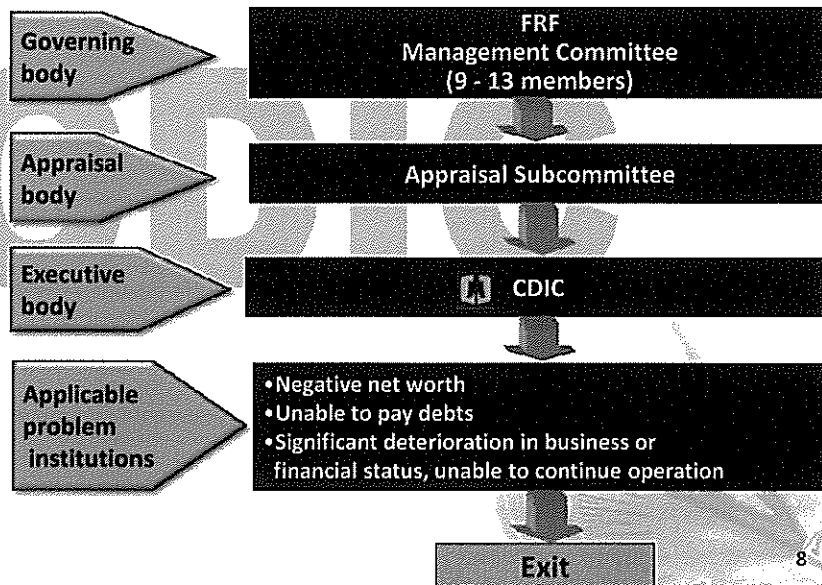 Governing
body
FRF
Management Committee
(9 - 13 members)
Appraisal
body
Appraisal Subcommittee
Executive
body
CDIC
Applicable
problem
institutions
•Negative net worth
•Unable to pay debts
•Significant deterioration in business or
financial status, unable to continue operation
Exit
8
CDIC